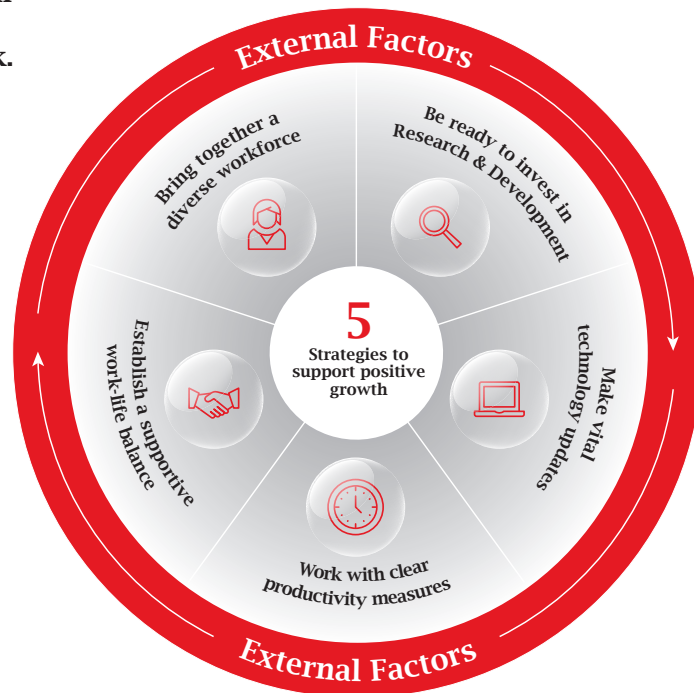 k.
External Factors
Bring together a
diverse workforce
Be ready to invest in
Research & Development
5
Strategies to
support positive
growth
Establish a supportive
work-life balance
Make vital
technology updates
Work with clear
productivity measures
External Factors